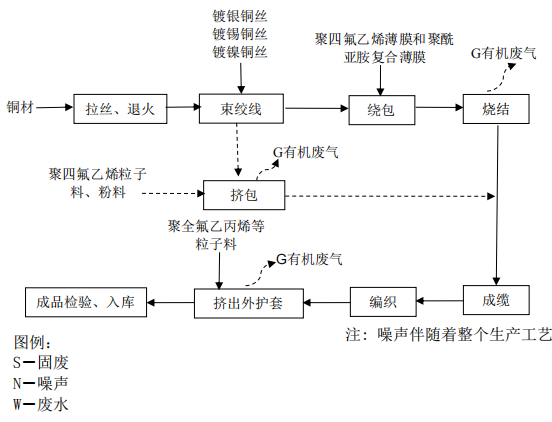 镀银铜丝
镀锡铜丝
镀镍铜丝
聚四氟乙烯薄膜和聚酰
亚胺复合薄膜
G有机废气
铜材
拉丝、退火
束绞线
绕包
烧结
G有机废气
聚四氟乙烯粒子
料、粉料
挤包
聚全氟乙丙烯等
粒子料
G有机废气
成品检验、入库
挤出外护套
编织
成缆
注：噪声伴随着整个生产工艺
图例：
S—固废
N—噪声
W—废水